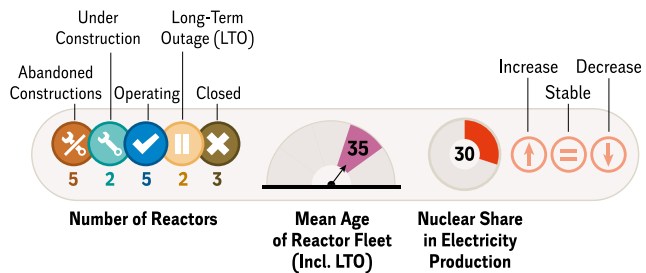 Under
Construction
Long-Term
Outage (LTO)
Abandoned
Constructions
Operating
Closed
Increase
Stable
Decrease
5
2
5
2
3
35
30
Number of Reactors
Mean Age
of Reactor Fleet
(Incl. LTO)
Nuclear Share
in Electricity
Production